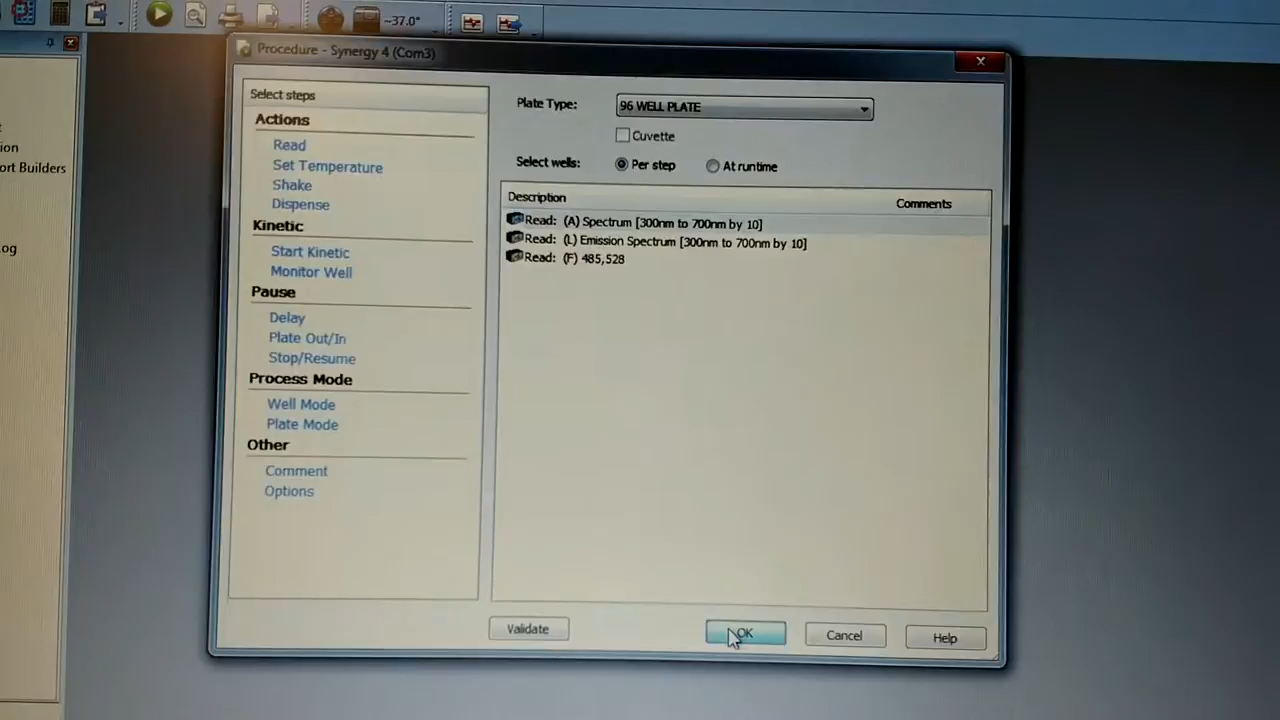 ~37.0°
Procedure - Synergy 4 (Com3)
Select steps
Actions
Read
Set Temperature
Shake
Dispense
Kinetic
Start Kinetic
Monitor Well
Pause
Delay
Plate Out/In
Stop/Resume
Process Mode
Well Mode
Plate Mode
Other
Comment
Options
Plate Type: 96 WELL PLATE
Cuvette
Select wells: Per step At runtime
Description Comments
Read: (A) Spectrum [300nm to 700nm by 10]
Read: (L) Emission Spectrum [300nm to 700nm by 10]
Read: (F) 485,528
Validate OK Cancel Help
ion
ort Builders
og